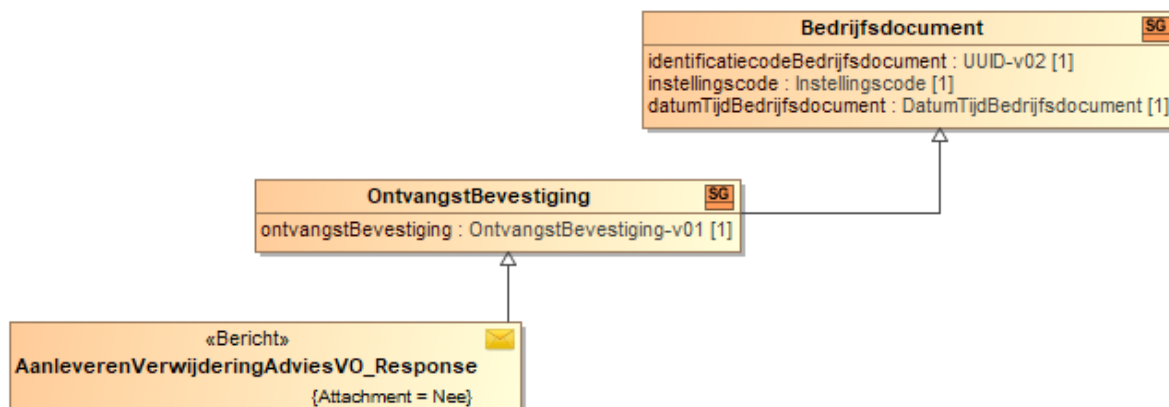 Bedrijfsdocument SG
identificatiecodeBedrijfsdocument : UUID-v02 [1]
instellingscode : Instellingscode [1]
datumTijdBedrijfsdocument : DatumTijdBedrijfsdocument [1]
OntvangstBevestiging SG
ontvangstBevestiging : OntvangstBevestiging-v01 [1]
«Bericht»
AanleverenVerwijderingAdviesVO_Response
{Attachment = Nee}